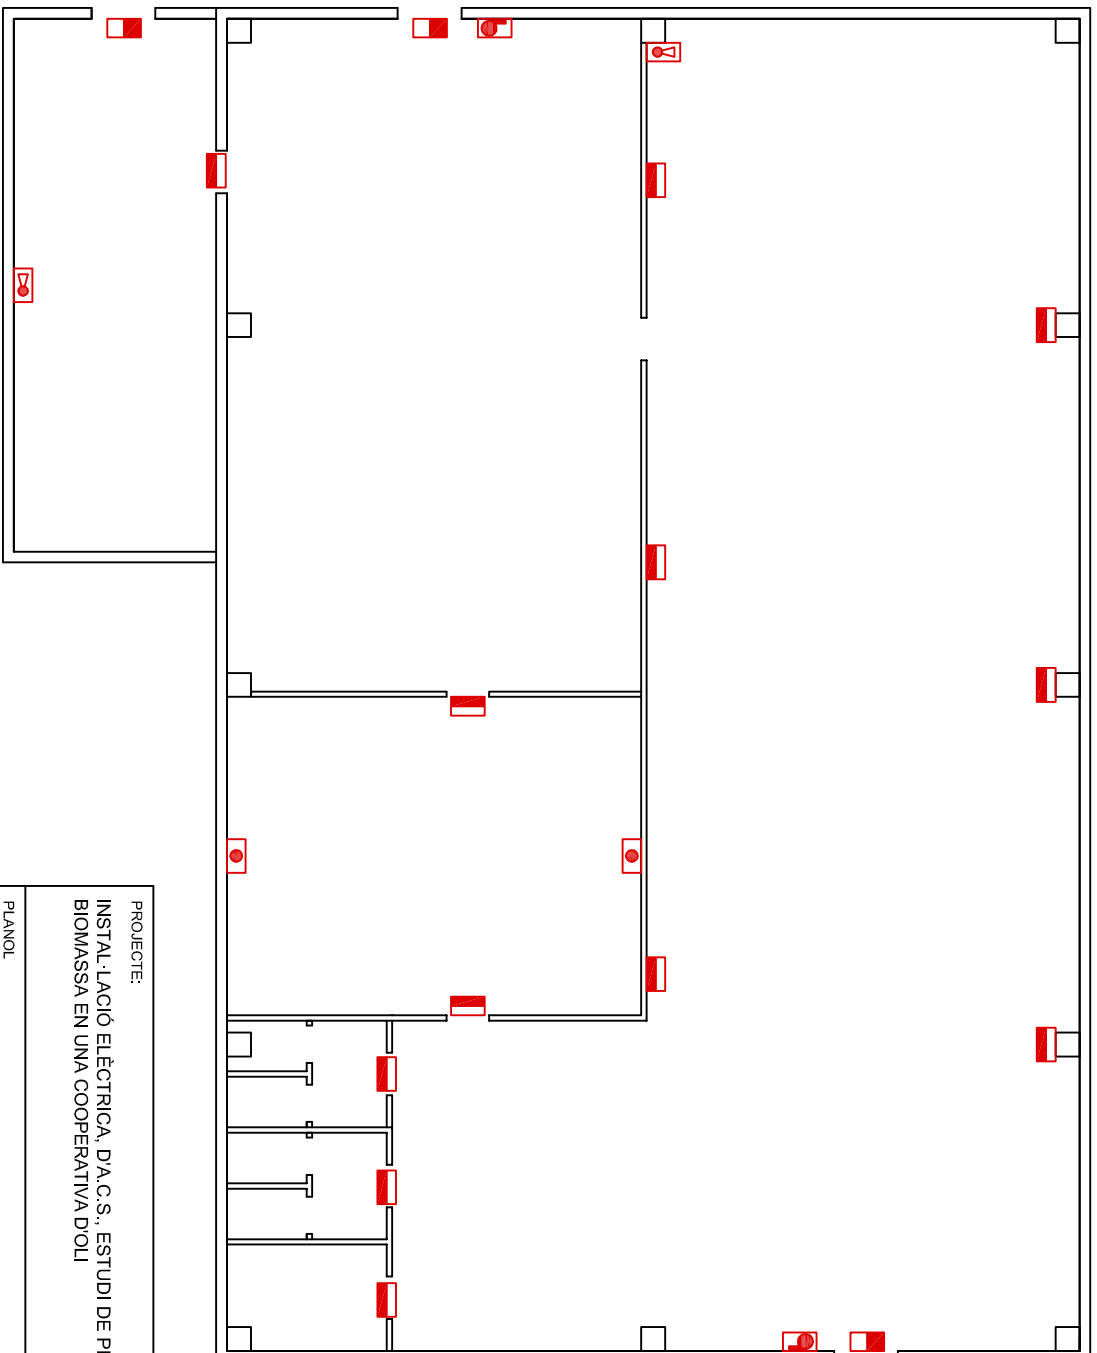 PROJECTE:
INSTAL·LACIÓ ELÈCTRICA, D'A.C.S., ESTUDI DE
BIOMASSA EN UNA COOPERATIVA D'OLI
PLANOL